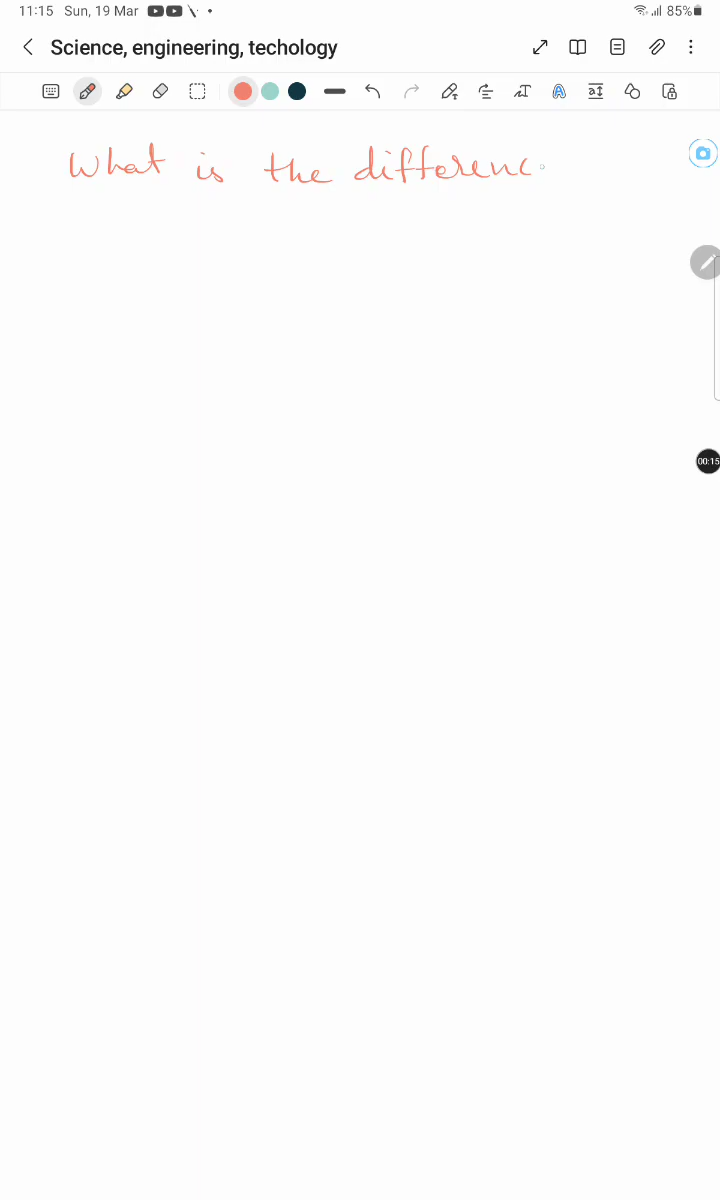 11:15 Sun, 19 Mar 85%
Science, engineering, techology
What is the differenc
00:15